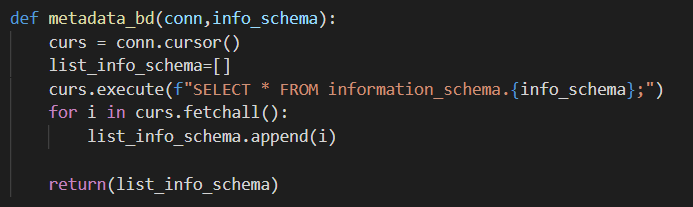 def metadata_bd(conn,info_schema):
    curs = conn.cursor()
    list_info_schema=[]
    curs.execute(f"SELECT * FROM information_schema.{info_schema};")
    for i in curs.fetchall():
        list_info_schema.append(i)

    return(list_info_schema)